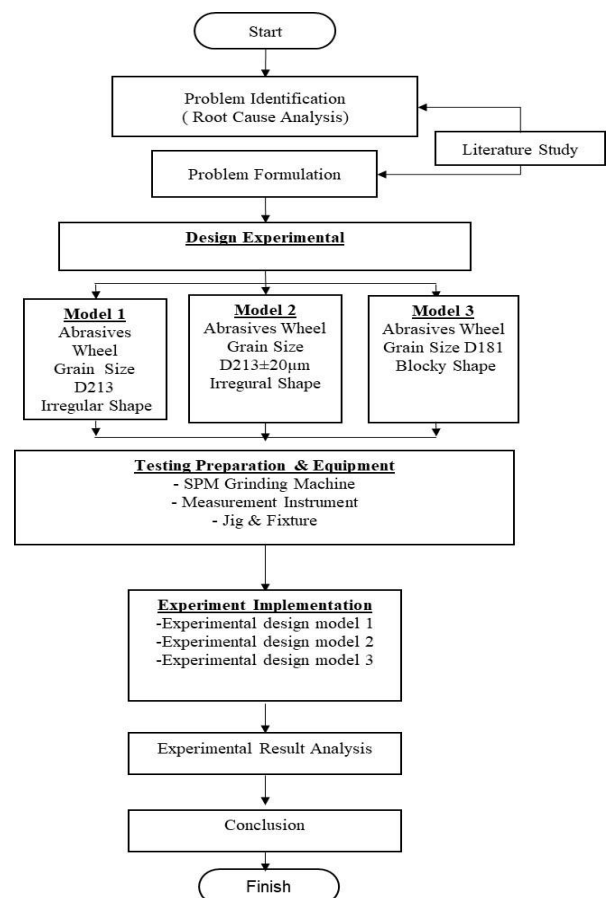 Start
Problem Identification
( Root Cause Analysis)
Literature Study
Problem Formulation
Design Experimental
Model 1
Abrasives
Wheel
Grain Size
D213
Irregular Shape
Model 2
Abrasives Wheel
Grain Size
D213±20μm
Irregural Shape
Model 3
Abrasives Wheel
Grain Size D181
Blocky Shape
Testing Preparation & Equipment
- SPM Grinding Machine
- Measurement Instrument
- Jig & Fixture
Experiment Implementation
-Experimental design model 1
-Experimental design model 2
-Experimental design model 3
Experimental Result Analysis
Conclusion
Finish